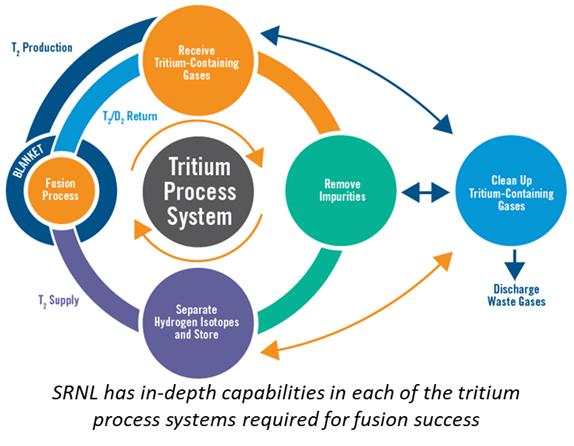 Receive
Tritium-Containing
Gases
T2 Production
T2/D2 Return
BLANKET
Fusion
Process
Tritium
Process
System
Remove
Impurities
Clean Up
Tritium-Containing
Gases
Discharge
Waste Gases
T2 Supply
Separate
Hydrogen Isotopes
and Store
SRNL has in-depth capabilities in each of the tritium
process systems required for fusion success